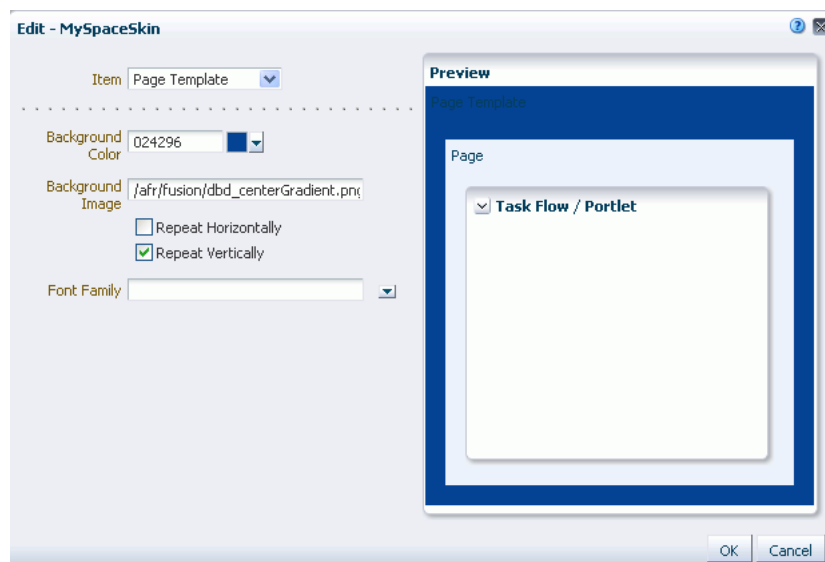 Edit - MySpaceSkin
Item Page Template
Background Color 024296
Background Image /afr/fusion/dbd_centerGradient.png
Repeat Horizontally
Repeat Vertically
Font Family
Preview
Page Template
Page
Task Flow / Portlet
OK Cancel